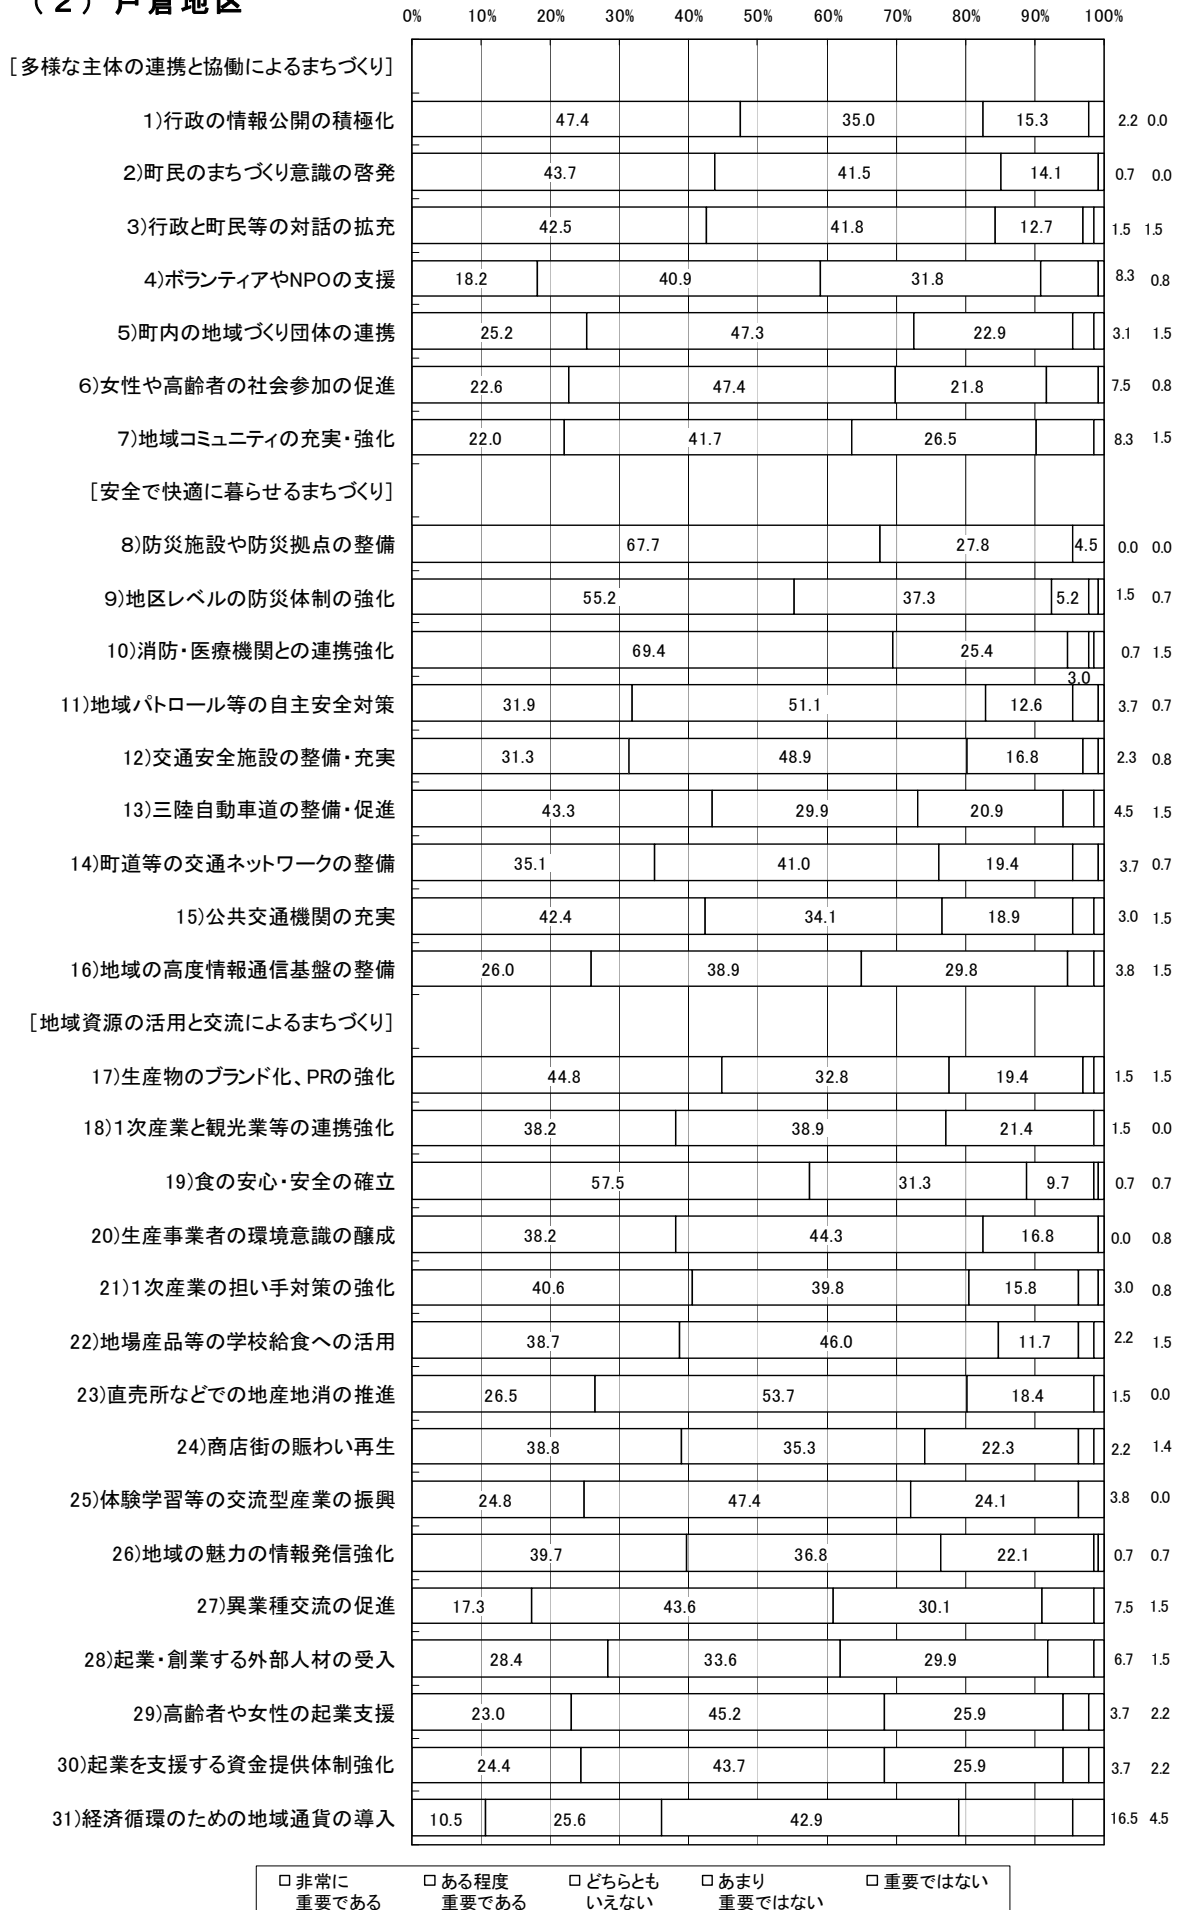 （２）戸倉地区
0% 10% 20% 30% 40% 50% 60% 70% 80% 90% 100%
[多様な主体の連携と協働によるまちづくり]
1)行政の情報公開の積極化 47.4 35.0 15.3 2.2 0.0
2)町民のまちづくり意識の啓発 43.7 41.5 14.1 0.7 0.0
3)行政と町民等の対話の拡充 42.5 41.8 12.7 1.5 1.5
4)ボランティアやNPOの支援 18.2 40.9 31.8 8.3 0.8
5)町内の地域づくり団体の連携 25.2 47.3 22.9 3.1 1.5
6)女性や高齢者の社会参加の促進 22.6 47.4 21.8 7.5 0.8
7)地域コミュニティの充実・強化 22.0 41.7 26.5 8.3 1.5
[安全で快適に暮らせるまちづくり]
8)防災施設や防災拠点の整備 67.7 27.8 4.5 0.0 0.0
9)地区レベルの防災体制の強化 55.2 37.3 5.2 1.5 0.7
10)消防・医療機関との連携強化 69.4 25.4 3.0 0.7 1.5
11)地域パトロール等の自主安全対策 31.9 51.1 12.6 3.7 0.7
12)交通安全施設の整備・充実 31.3 48.9 16.8 2.3 0.8
13)三陸自動車道の整備・促進 43.3 29.9 20.9 4.5 1.5
14)町道等の交通ネットワークの整備 35.1 41.0 19.4 3.7 0.7
15)公共交通機関の充実 42.4 34.1 18.9 3.0 1.5
16)地域の高度情報通信基盤の整備 26.0 38.9 29.8 3.8 1.5
[地域資源の活用と交流によるまちづくり]
17)生産物のブランド化、PRの強化 44.8 32.8 19.4 1.5 1.5
18)1次産業と観光業等の連携強化 38.2 38.9 21.4 1.5 0.0
19)食の安心・安全の確立 57.5 31.3 9.7 0.7 0.7
20)生産事業者の環境意識の醸成 38.2 44.3 16.8 0.0 0.8
21)1次産業の担い手対策の強化 40.6 39.8 15.8 3.0 0.8
22)地場産品等の学校給食への活用 38.7 46.0 11.7 2.2 1.5
23)直売所などでの地産地消の推進 26.5 53.7 18.4 1.5 0.0
24)商店街の賑わい再生 38.8 35.3 22.3 2.2 1.4
25)体験学習等の交流型産業の振興 24.8 47.4 24.1 3.8 0.0
26)地域の魅力の情報発信強化 39.7 36.8 22.1 0.7 0.7
27)異業種交流の促進 17.3 43.6 30.1 7.5 1.5
28)起業・創業する外部人材の受入 28.4 33.6 29.9 6.7 1.5
29)高齢者や女性の起業支援 23.0 45.2 25.9 3.7 2.2
30)起業を支援する資金提供体制強化 24.4 43.7 25.9 3.7 2.2
31)経済循環のための地域通貨の導入 10.5 25.6 42.9 16.5 4.5
非常に ある程度 どちらとも あまり 重要ではない
重要である 重要である いえない 重要ではない